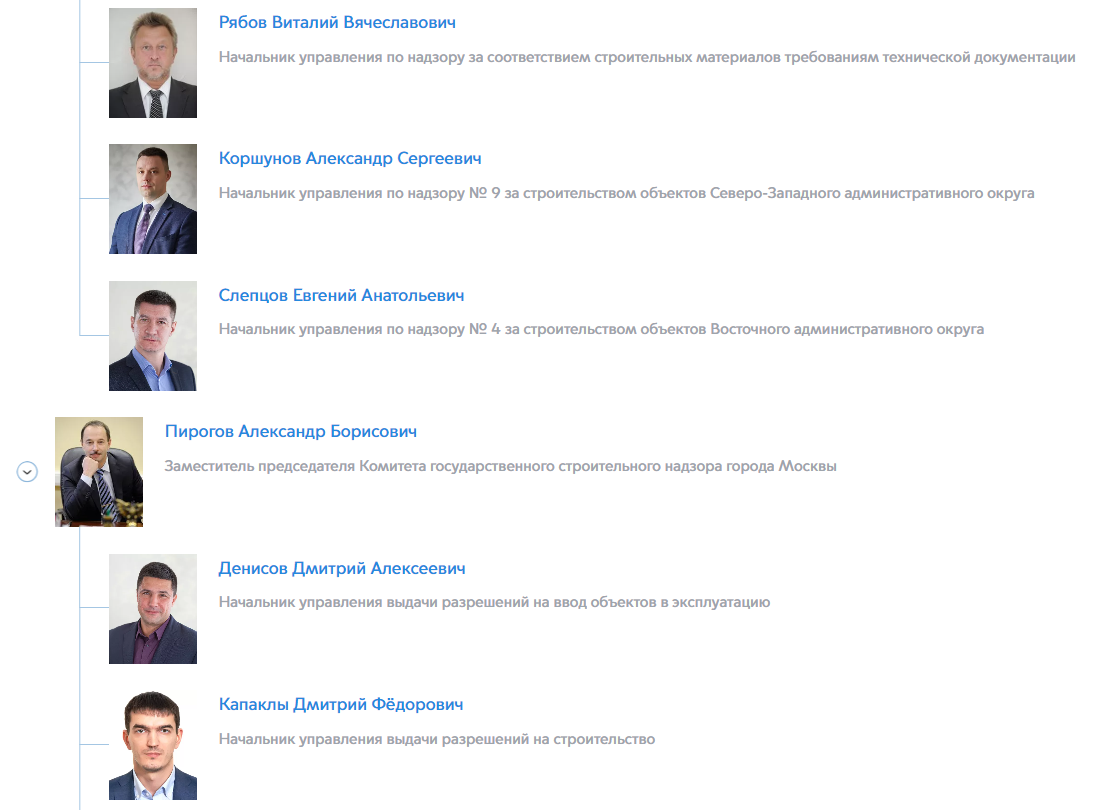 Рябов Виталий Вячеславович
Начальник управления по надзору за соответствием строительных материалов требованиям технической документации
Коршунов Александр Сергеевич
Начальник управления по надзору № 9 за строительством объектов Северо-Западного административного округа
Слепцов Евгений Анатольевич
Начальник управления по надзору № 4 за строительством объектов Восточного административного округа
Пирогов Александр Борисович
Заместитель председателя Комитета государственного строительного надзора города Москвы
Денисов Дмитрий Алексеевич
Начальник управления выдачи разрешений на ввод объектов в эксплуатацию
Капаклы Дмитрий Фёдорович
Начальник управления выдачи разрешений на строительство